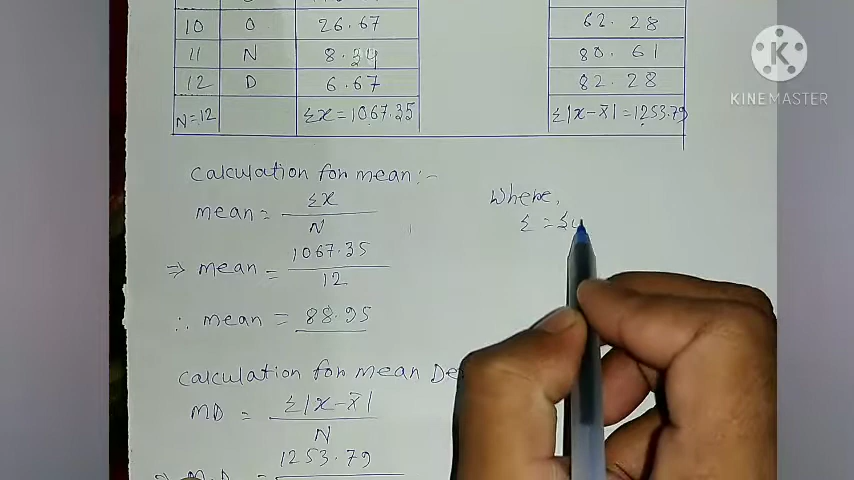 10 O 26.67 62.28
11 N 8.34 80.61
12 D 6.67 82.28
N=12 Σx=1067.35 Σ|x-x̄|=1253.79
KINEMASTER
calculation for mean:-
mean = Σx / N
⇒ mean = 1067.35 / 12
∴ mean = 88.95
Where,
Σ =
calculation for mean De
MD = Σ|x-x̄| / N
1253.79